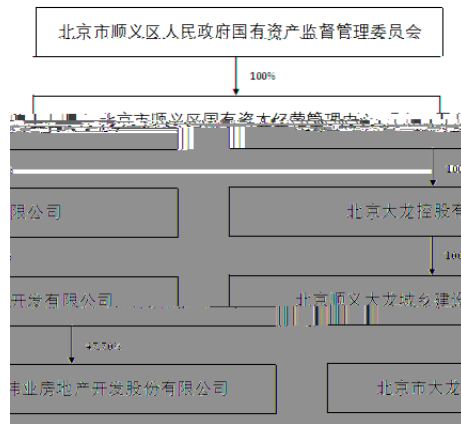 北京市顺义区人民政府国有资产监督管理委员会
100%
北京市顺义区国有资本经营管理中心
100
限公司
北京大龙控股有
100
开发有限公司
北京顺义大龙城乡建设
47.70%
伟业房地产开发股份有限公司
北京市大龙